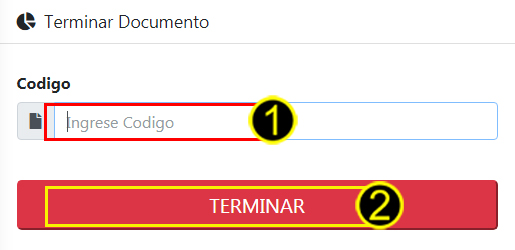 Terminar Documento
Codigo
Ingrese Codigo 1
TERMINAR 2